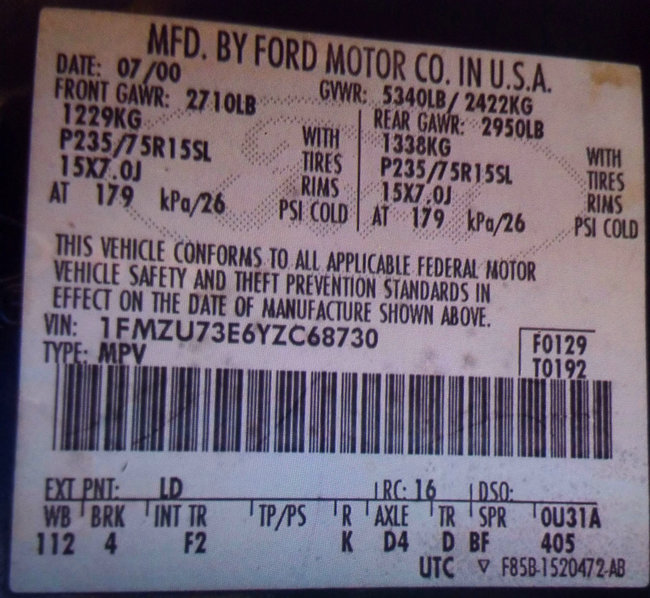 MFD. BY FORD MOTOR CO. IN U.S.A.
DATE: 07/00 GVWR: 5340LB/ 2422KG
FRONT GAWR: 2710LB REAR GAWR: 2950LB
1229KG WITH 1338KG WITH
P235/75R15SL TIRES P235/75R15SL TIRES
15X7.0J RIMS 15X7.0J RIMS
AT 179 kPa/26 PSI COLD AT 179 kPa/26 PSI COLD
THIS VEHICLE CONFORMS TO ALL APPLICABLE FEDERAL MOTOR
VEHICLE SAFETY AND THEFT PREVENTION STANDARDS IN
EFFECT ON THE DATE OF MANUFACTURE SHOWN ABOVE.
VIN: 1FMZU73E6YZC68730 F0129
TYPE: MPV T0192
EXT PNT: LD RC: 16 DSO:
WB BRK INT TR TP/PS R AXLE TR SPR 0U31A
112 4 F2 K D4 D BF 405
UTC ▽ F85B-1520472-AB